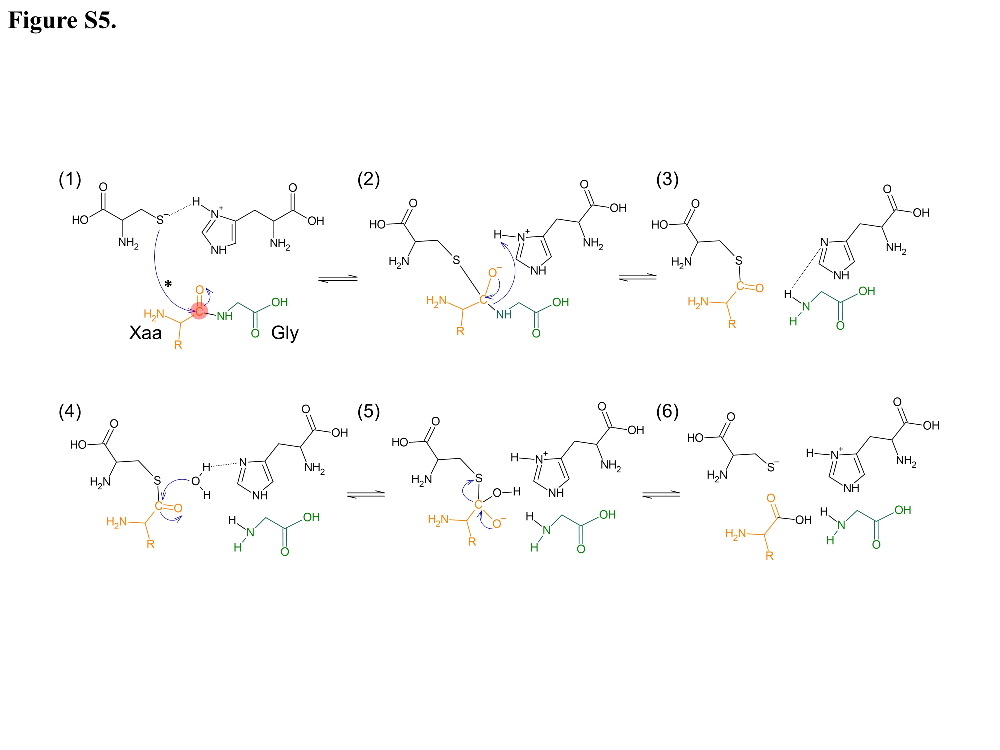 Figure S5.
(1)
O
HO
NH2
S−
H
N+
NH
O
OH
NH2
*
O
C
H2N
NH
OH
O
R
Xaa
Gly
(2)
O
HO
H2N
S
O
OH
NH2
H
N+
NH
O−
C
H2N
R
NH
OH
O
(3)
O
HO
H2N
S
C
O
H2N
R
O
OH
NH2
N
NH
H
N
H
OH
O
(4)
O
HO
H2N
S
C
O
H2N
R
H
O
H
O
OH
NH2
N
NH
H
N
H
OH
O
(5)
O
HO
H2N
S
C
O
H
O−
H2N
R
O
OH
NH2
H
N+
NH
H
N
H
OH
O
(6)
O
HO
H2N
S−
O
OH
NH2
H
N+
NH
O
OH
H2N
R
H
N
H
OH
O